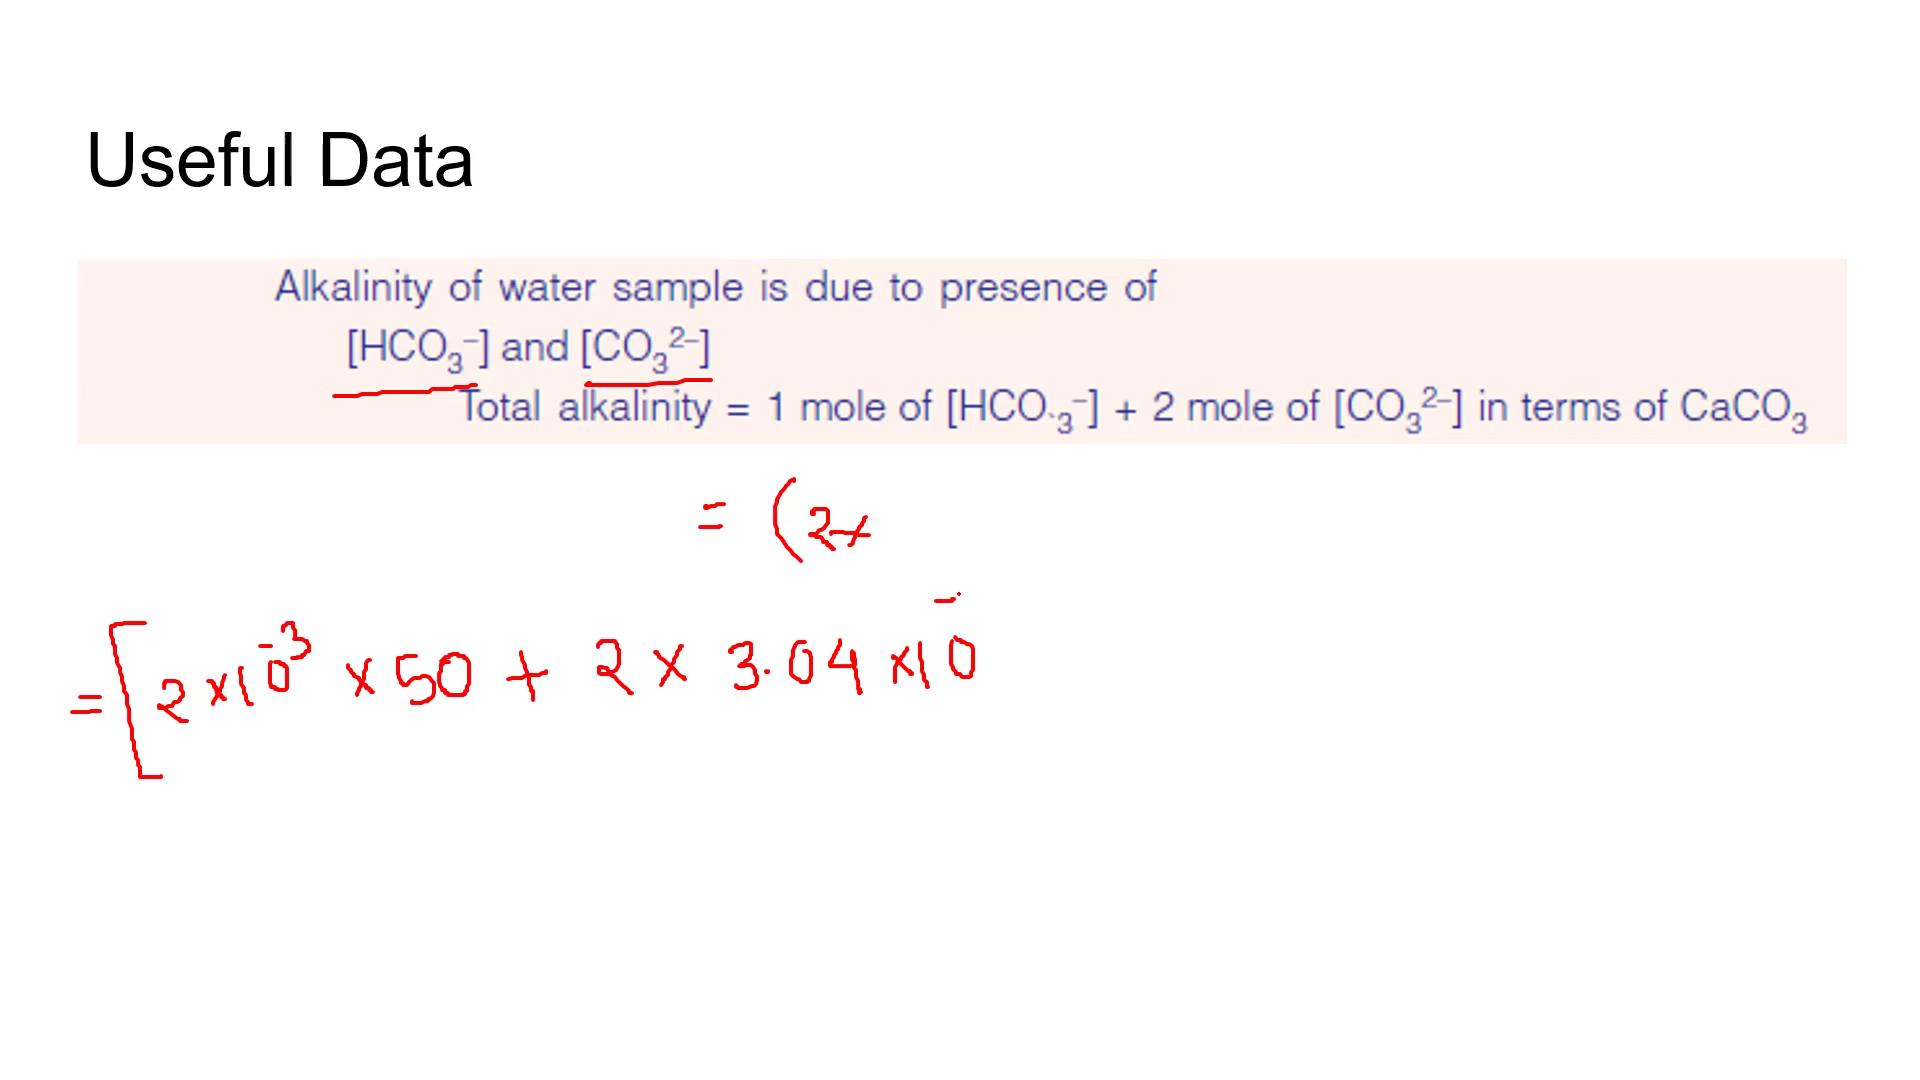 Useful Data
Alkalinity of water sample is due to presence of
[HCO₃⁻] and [CO₃²⁻]
Total alkalinity = 1 mole of [HCO·₃⁻] + 2 mole of [CO₃²⁻] in terms of CaCO₃
= (2×
= [2 ×10⁻³ × 50 + 2 × 3.04 ×10⁻